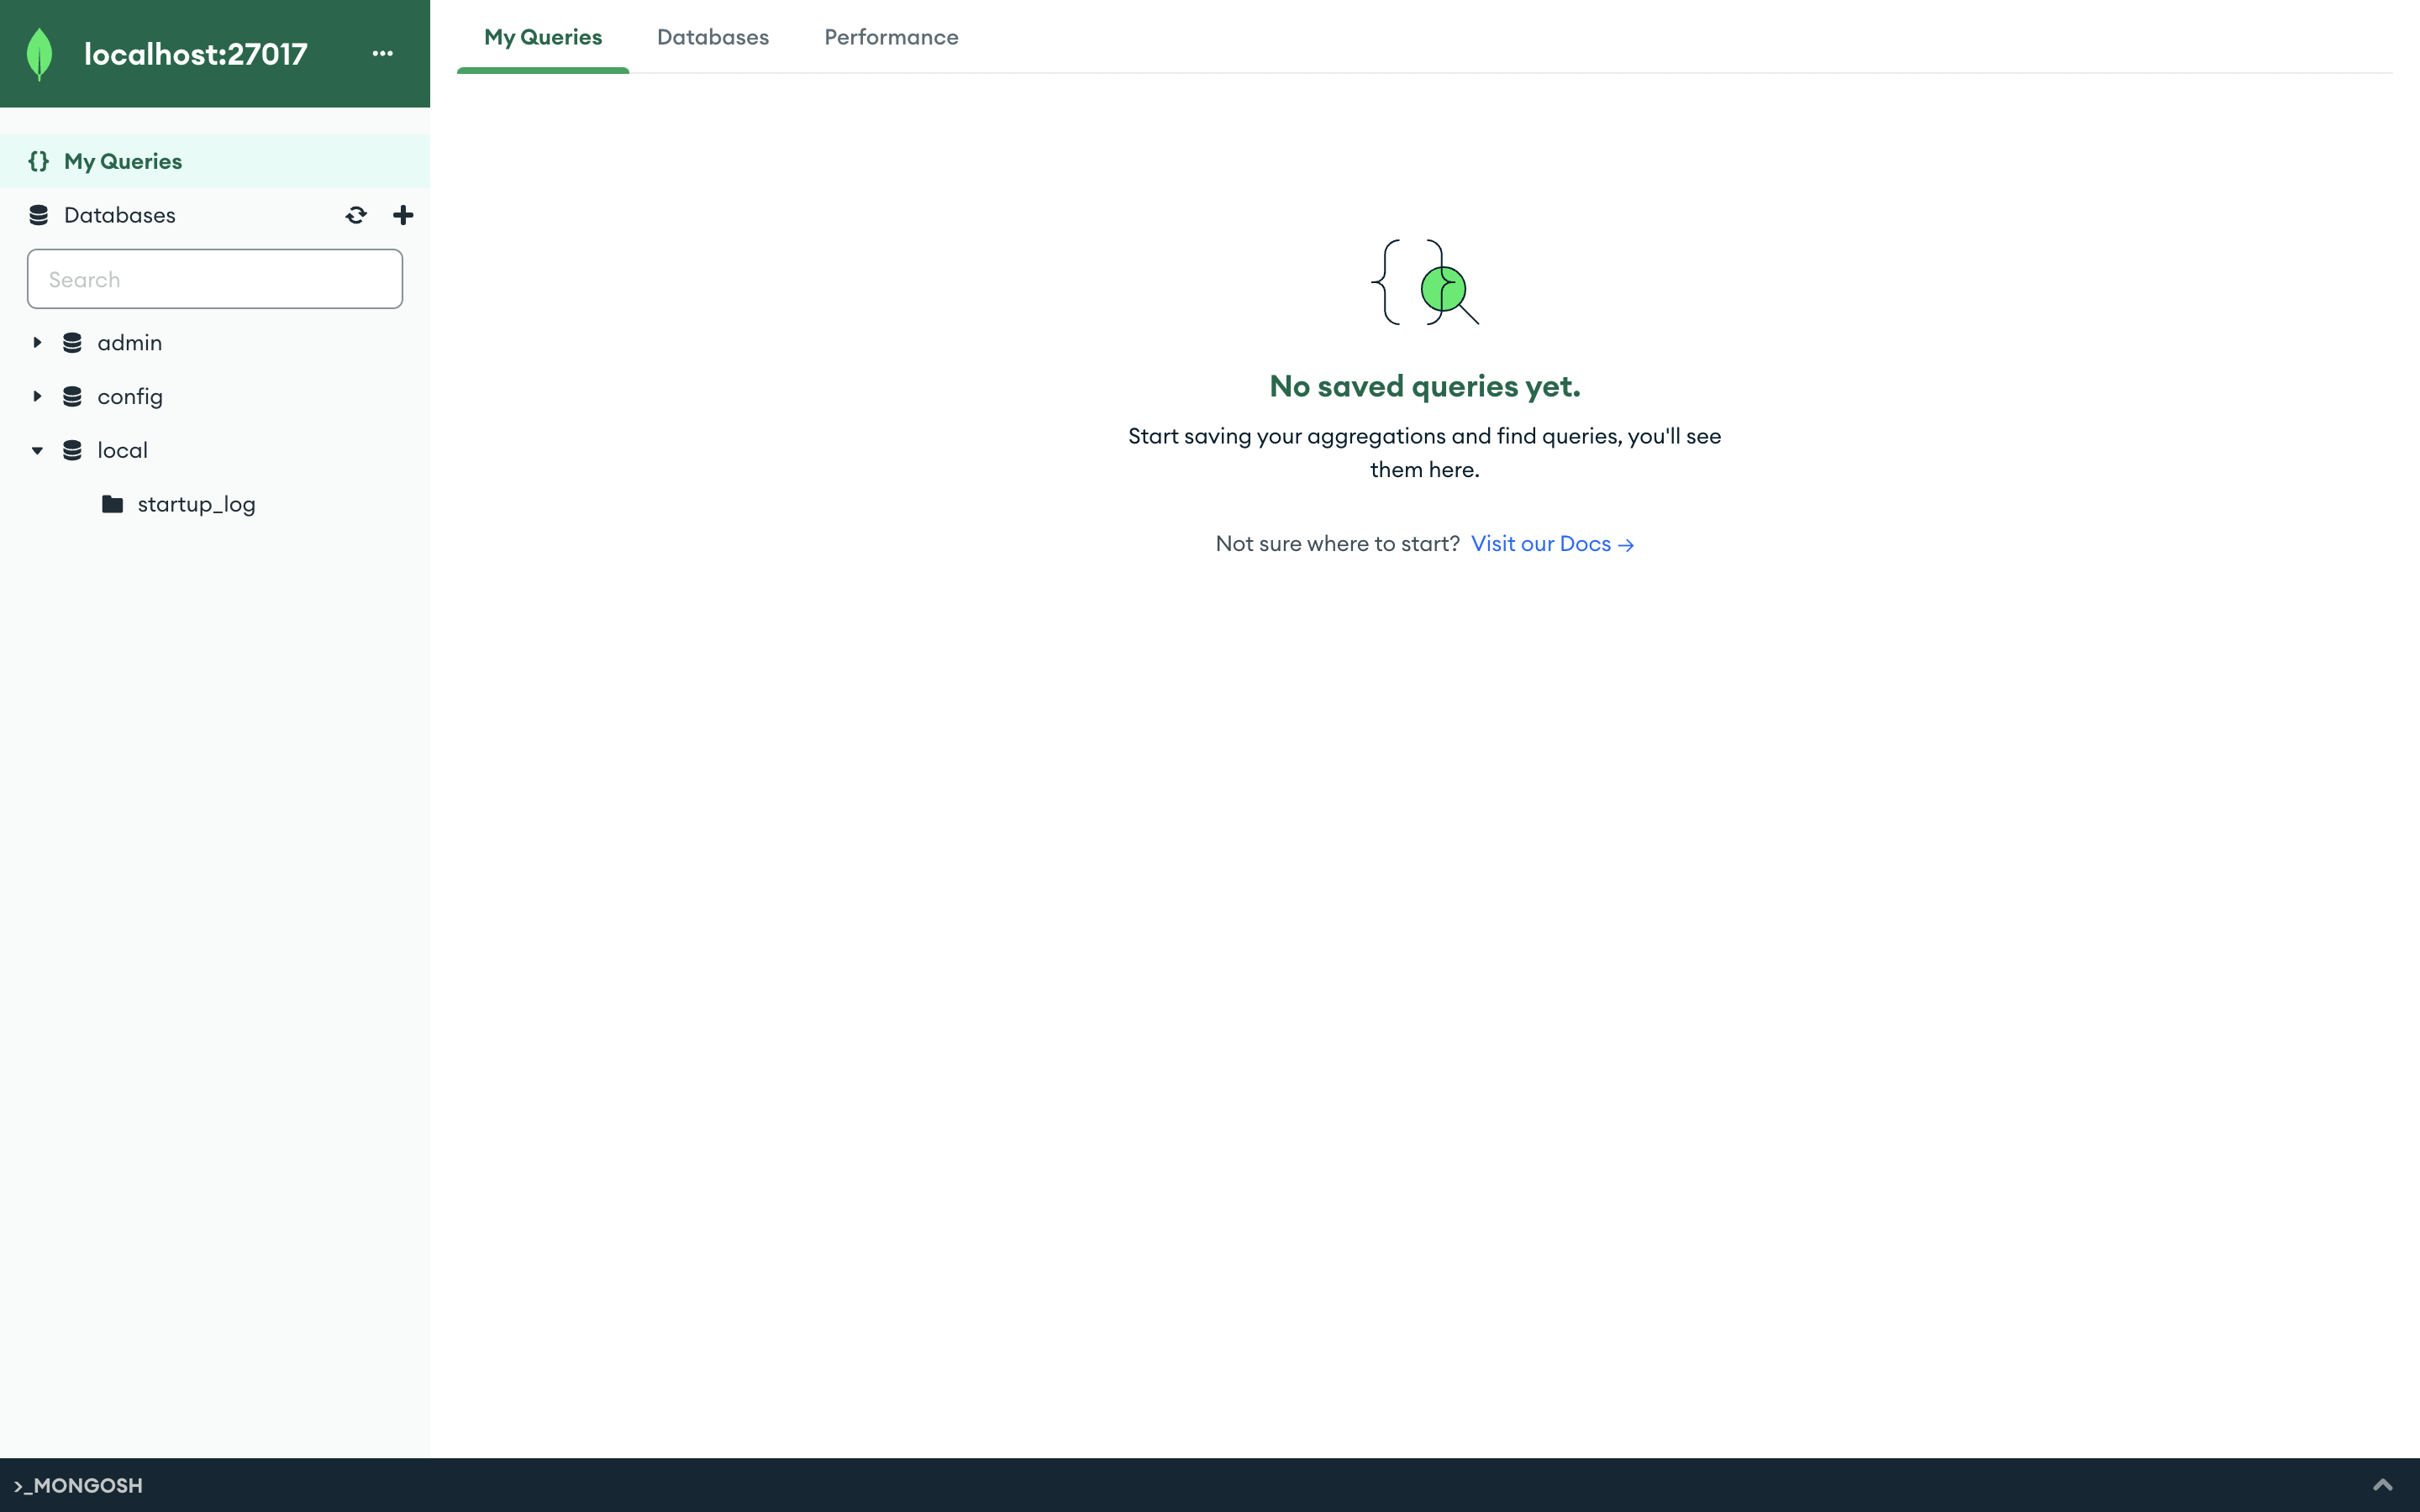 localhost:27017
My Queries
Databases
Search
admin
config
local
startup_log
My Queries
Databases
Performance
No saved queries yet.
Start saving your aggregations and find queries, you'll see
them here.
Not sure where to start? Visit our Docs →
>_MONGOSH